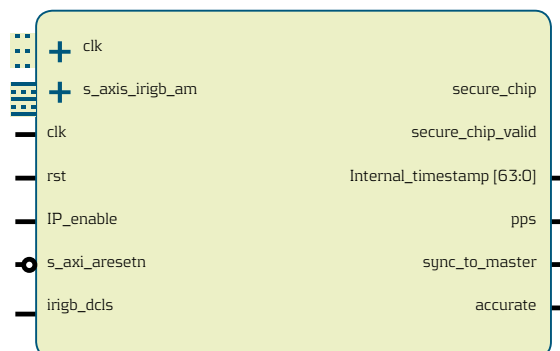 clk
s_axis_irigb_am
clk
rst
IP_enable
s_axi_aresetn
irigb_dcls
secure_chip
secure_chip_valid
Internal_timestamp [63:0]
pps
sync_to_master
accurate